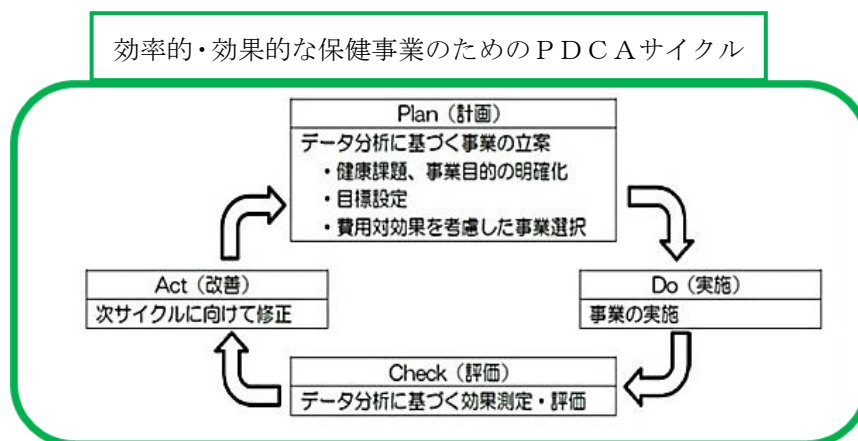 効率的・効果的な保健事業のためのＰＤＣＡサイクル
Plan（計画）
データ分析に基づく事業の立案
・健康課題、事業目的の明確化
・目標設定
・費用対効果を考慮した事業選択
Do（実施）
事業の実施
Check（評価）
データ分析に基づく効果測定・評価
Act（改善）
次サイクルに向けて修正